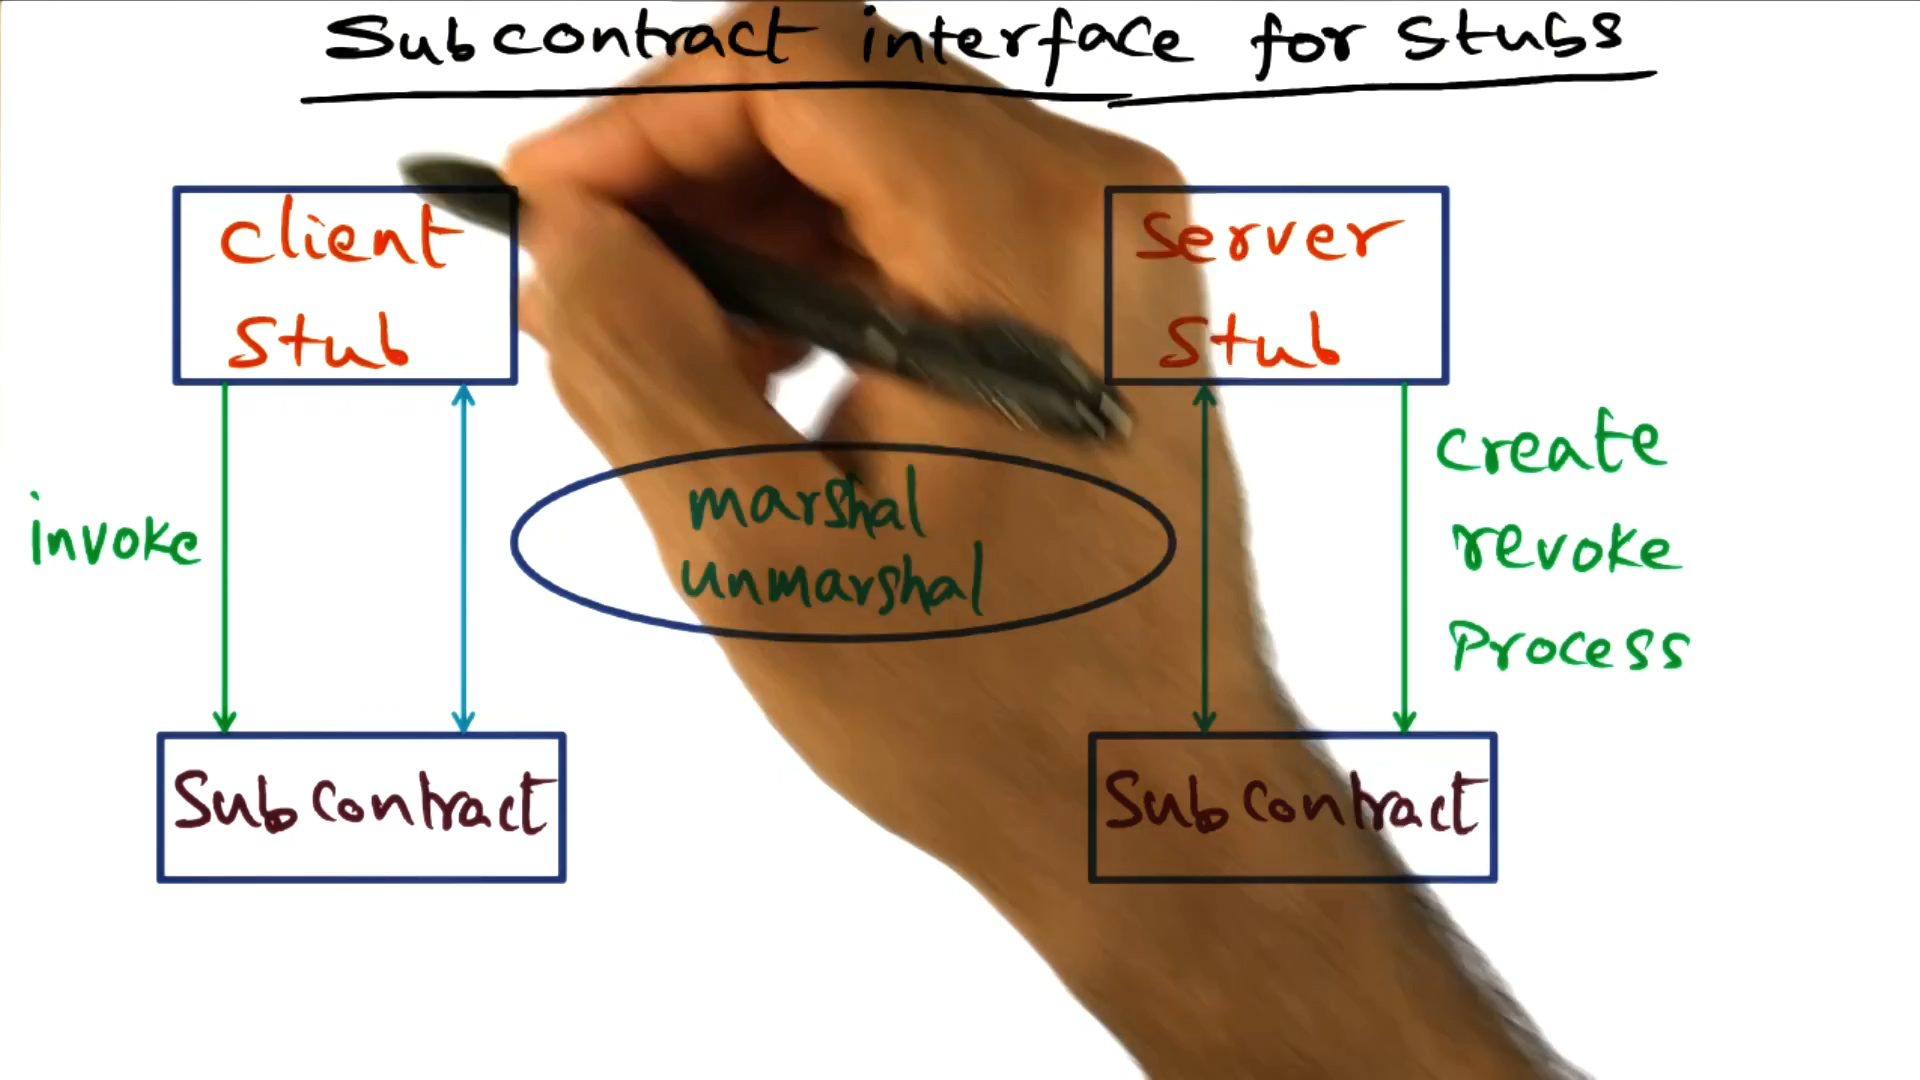 Subcontract interface for stubs
client
stub
server
stub
invoke
marshal
unmarshal
create
revoke
Process
Subcontract
Subcontract